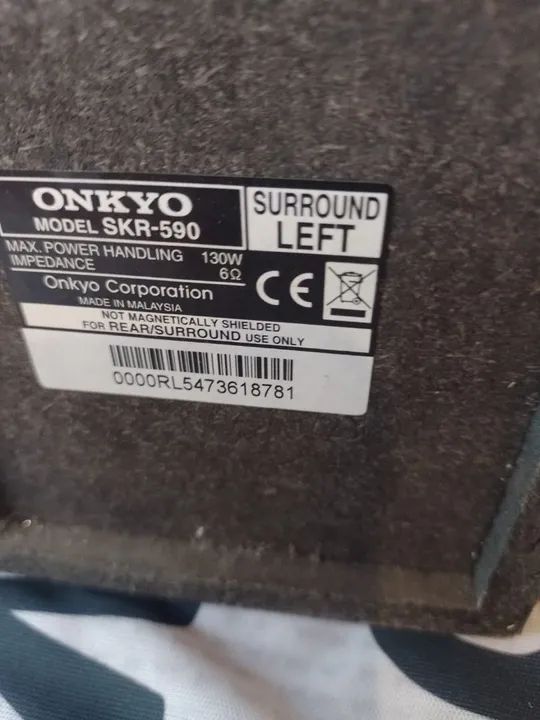 ONKYO
MODEL SKR-590
SURROUND
LEFT
MAX. POWER HANDLING 130W
IMPEDANCE 6Ω
Onkyo Corporation
MADE IN MALAYSIA
CE
NOT MAGNETICALLY SHIELDED
FOR REAR/SURROUND USE ONLY
0000RL5473618781